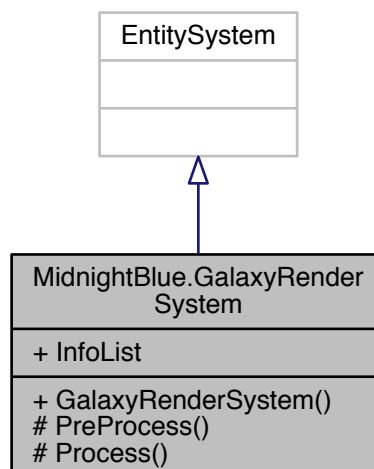 EntitySystem
MidnightBlue.GalaxyRender
System
+ InfoList
+ GalaxyRenderSystem()
# PreProcess()
# Process()